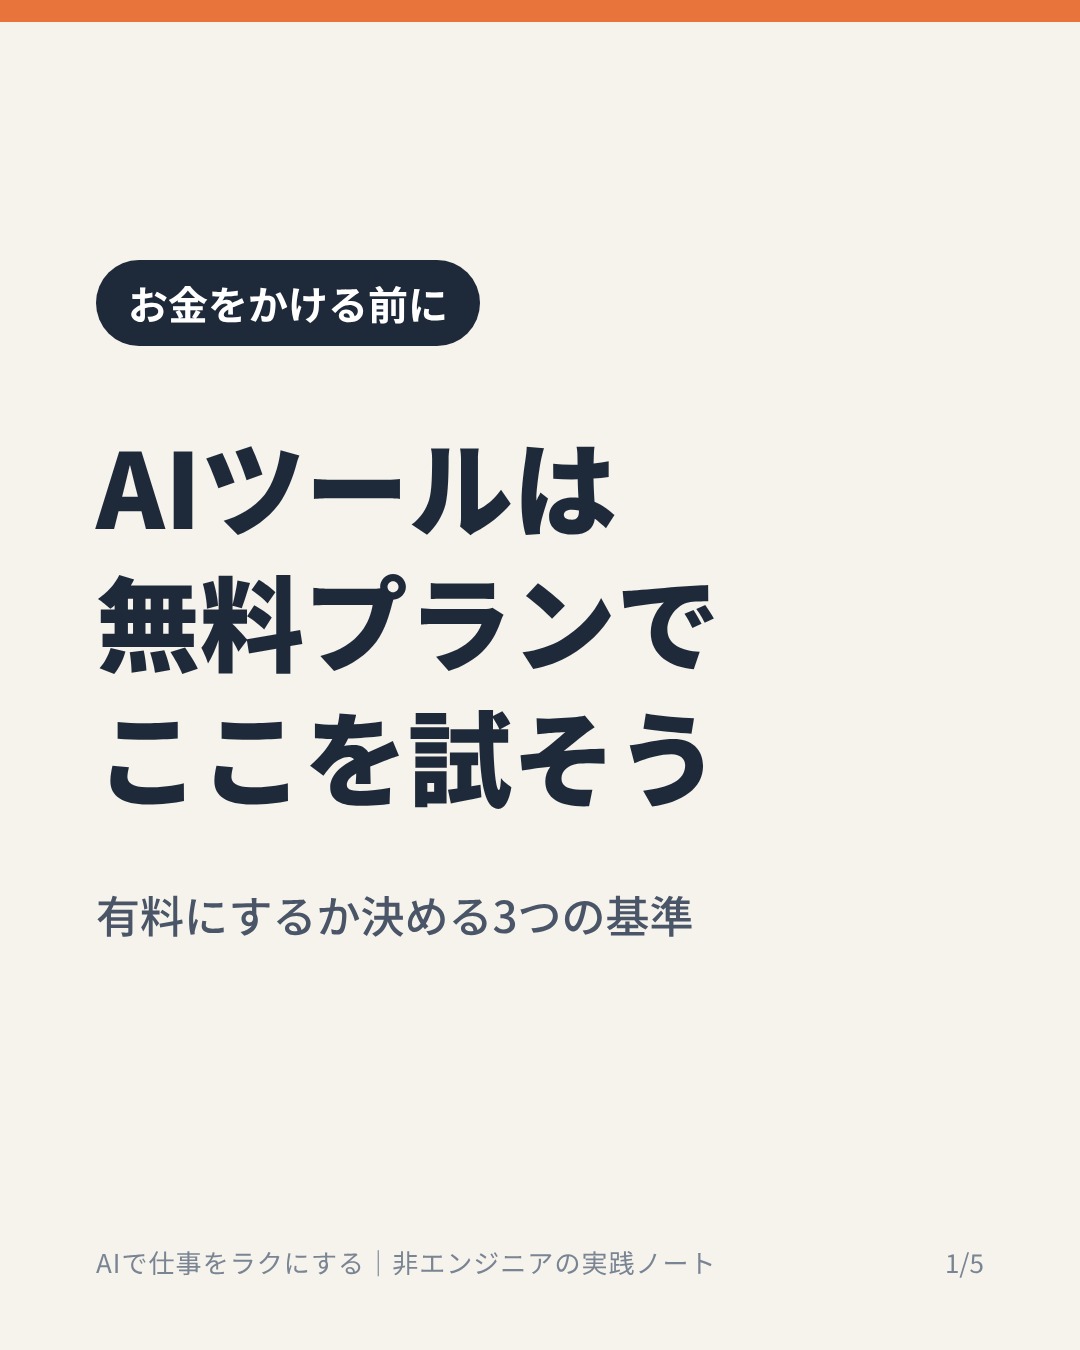 お金をかける前に
AIツールは
無料プランで
ここを試そう
有料にするか決める3つの基準
AIで仕事をラクにする｜非エンジニアの実践ノート
1/5